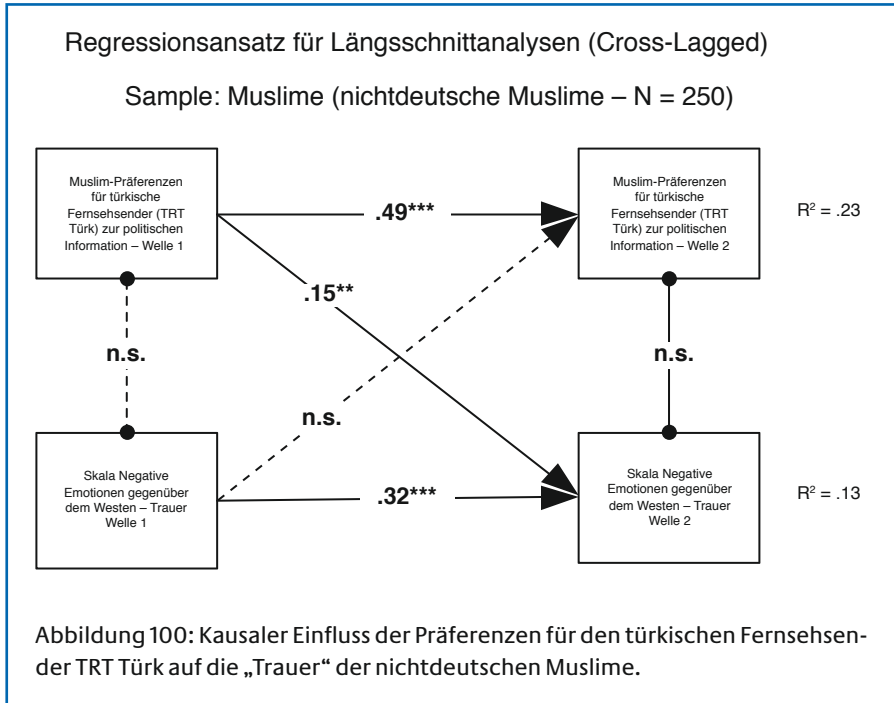 Regressionsansatz für Längsschnittanalysen (Cross-Lagged)
Sample: Muslime (nichtdeutsche Muslime – N = 250)
Muslim-Präferenzen
für türkische
Fernsehsender (TRT
Türk) zur politischen
Information – Welle 1
.49***
Muslim-Präferenzen
für türkische
Fernsehsender (TRT
Türk) zur politischen
Information – Welle 2
R² = .23
.15**
n.s.
n.s.
n.s.
Skala Negative
Emotionen gegenüber
dem Westen – Trauer
Welle 1
.32***
Skala Negative
Emotionen gegenüber
dem Westen – Trauer
Welle 2
R² = .13
Abbildung 100: Kausaler Einfluss der Präferenzen für den türkischen Fernsehsen-
der TRT Türk auf die „Trauer“ der nichtdeutschen Muslime.